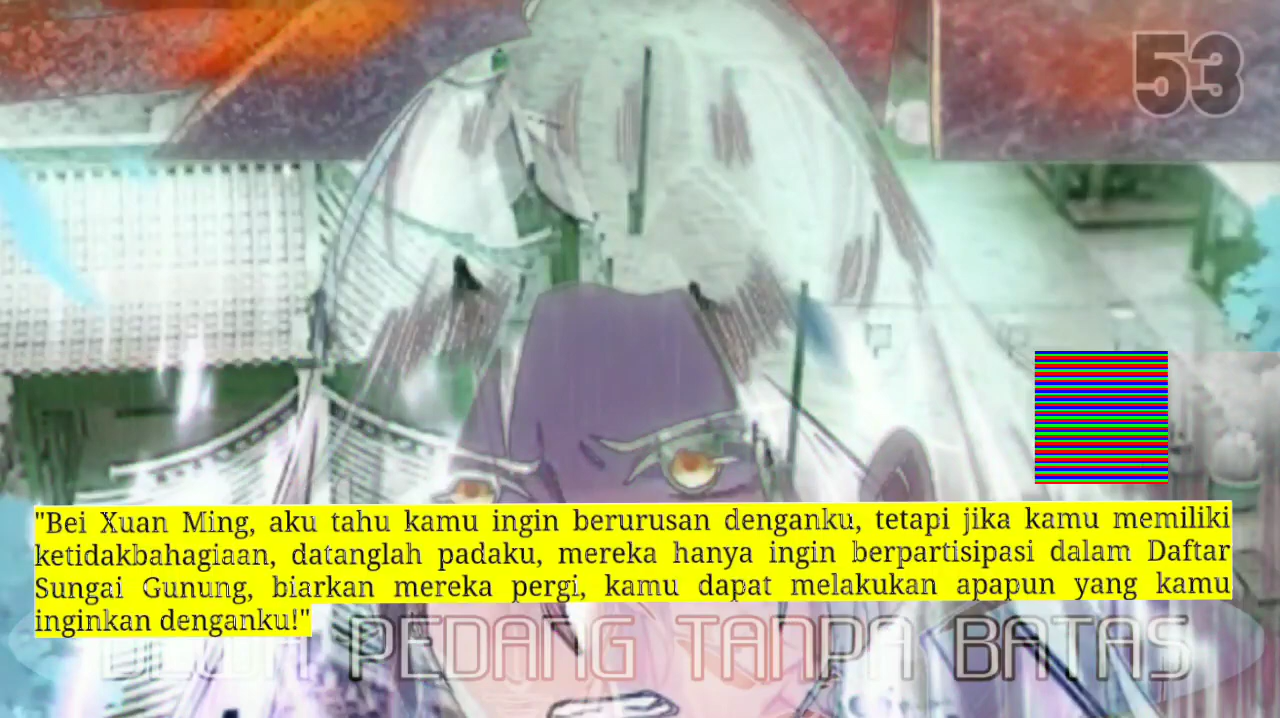 53
"Bei Xuan Ming, aku tahu kamu ingin berurusan denganku, tetapi jika kamu memiliki
ketidakbahagiaan, datanglah padaku, mereka hanya ingin berpartisipasi dalam Daftar
Sungai Gunung, biarkan mereka pergi, kamu dapat melakukan apapun yang kamu
inginkan denganku!"
DEWA PEDANG TANPA BATAS